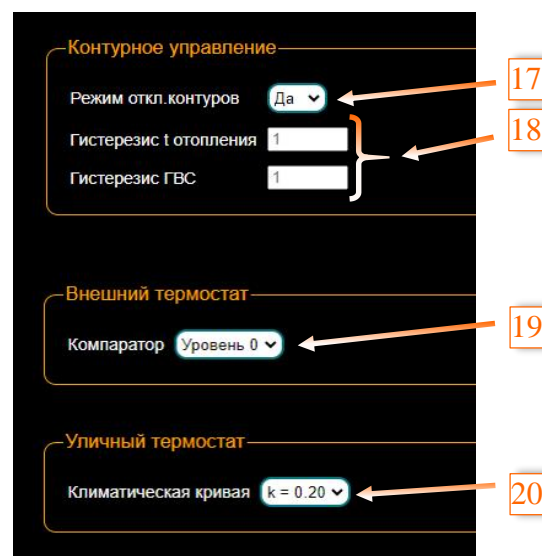 Контурное управление
17
Режим откл.контуров Да
18
Гистерезис t отопления 1
Гистерезис ГВС 1
Внешний термостат
19
Компаратор Уровень 0
Уличный термостат
Климатическая кривая k = 0.20
20